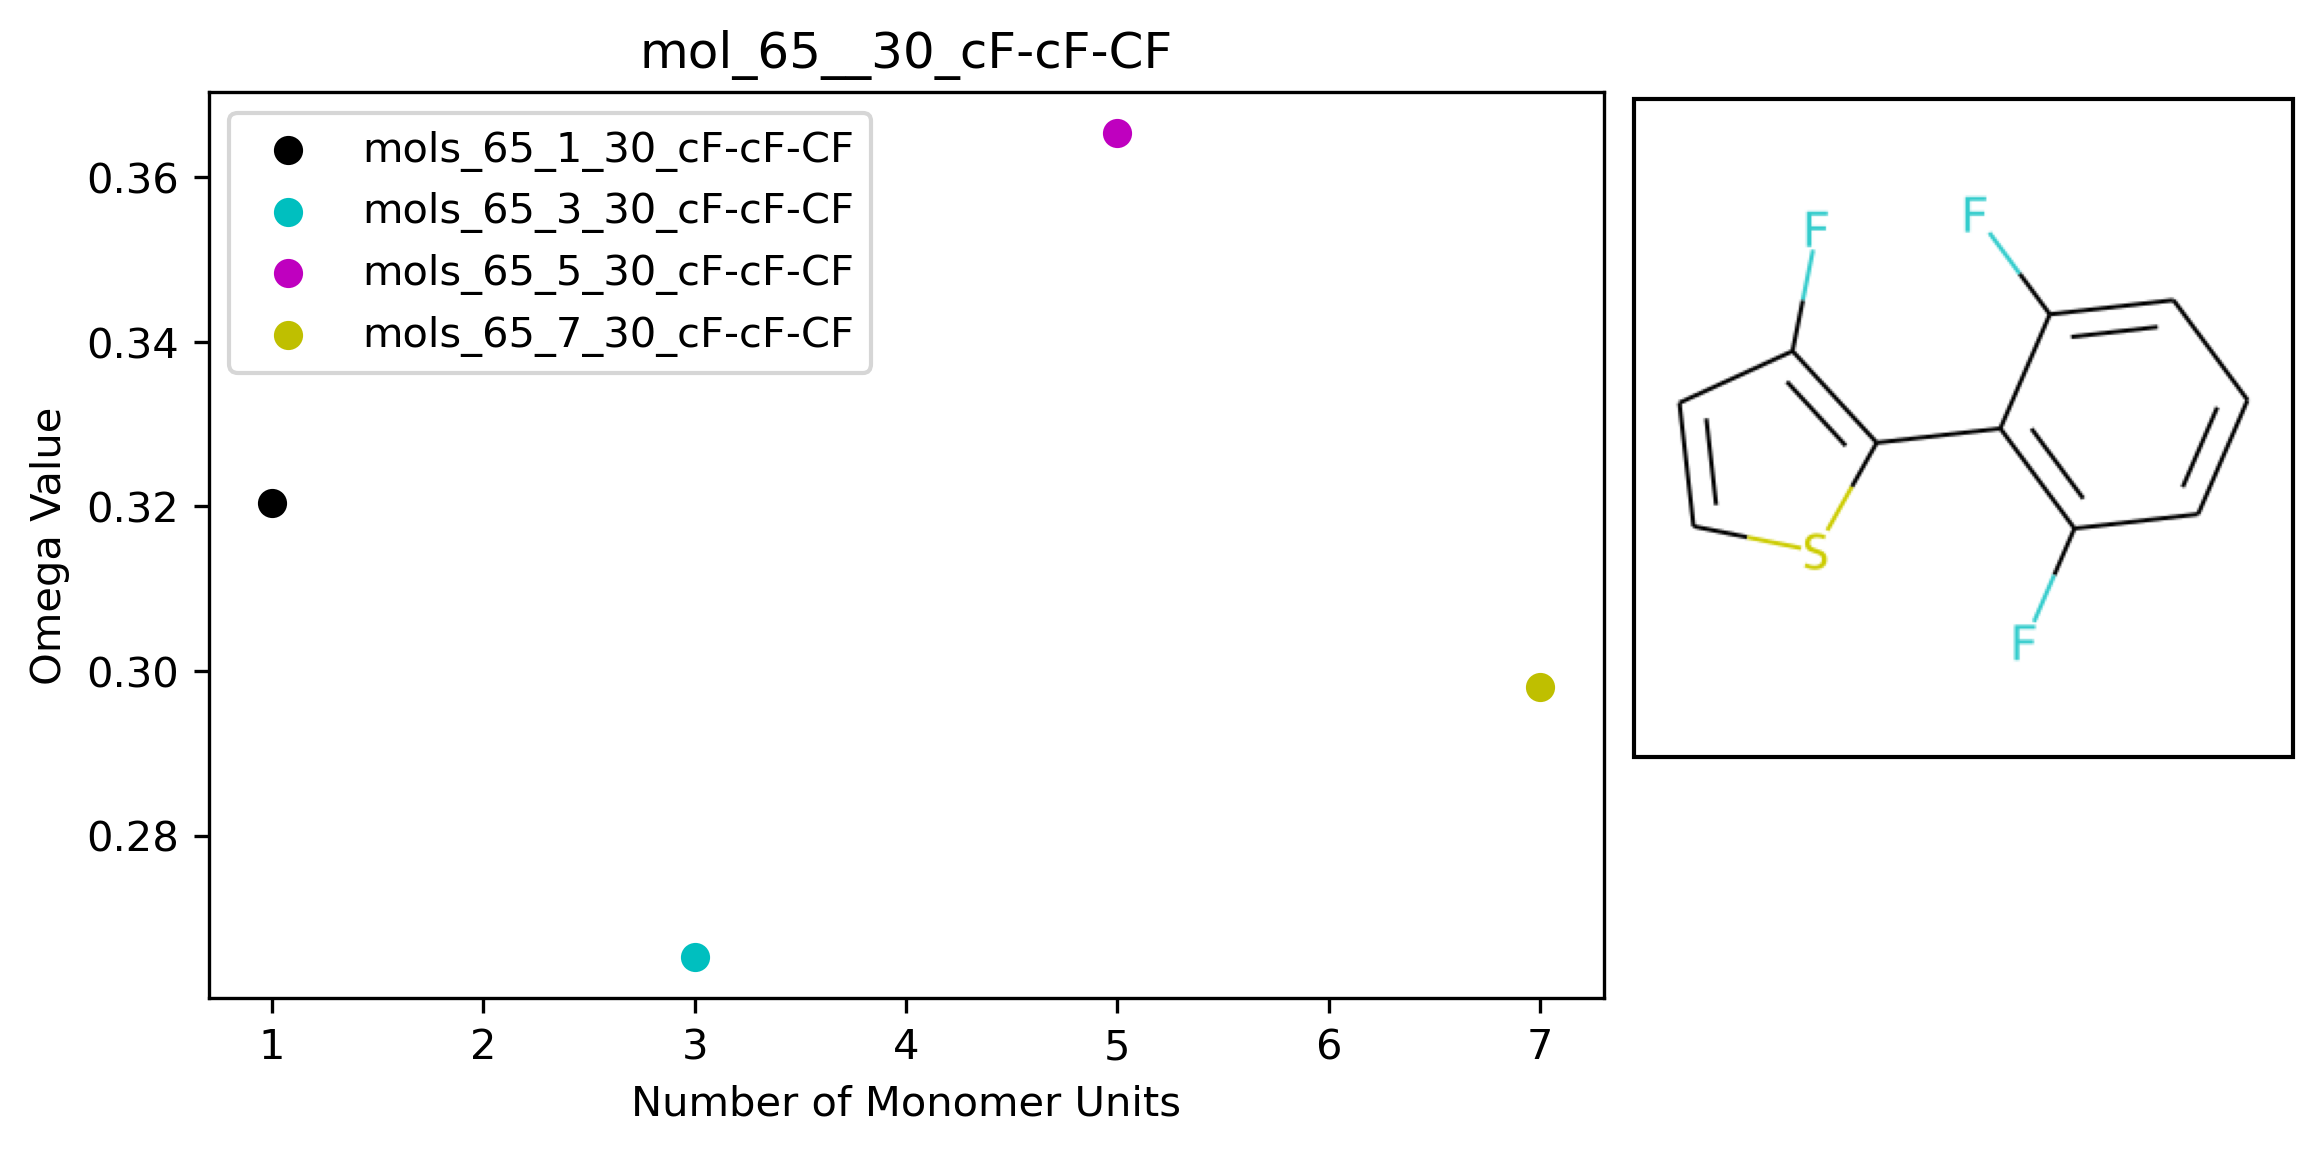 mol_65__30_cF-cF-CF
mols_65_1_30_cF-cF-CF
mols_65_3_30_cF-cF-CF
mols_65_5_30_cF-cF-CF
mols_65_7_30_cF-cF-CF
0.36
0.34
0.32
0.30
0.28
Omega Value
1 2 3 4 5 6 7
Number of Monomer Units
F F
S
F